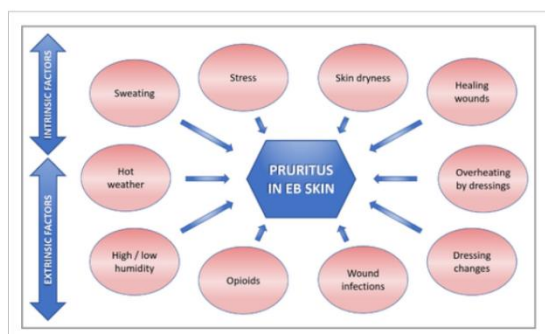 INTRINSIC FACTORS
EXTRINSIC FACTORS
Sweating
Stress
Skin dryness
Healing
wounds
Hot
weather
PRURITUS
IN EB SKIN
Overheating
by dressings
High / low
humidity
Opioids
Wound
infections
Dressing
changes